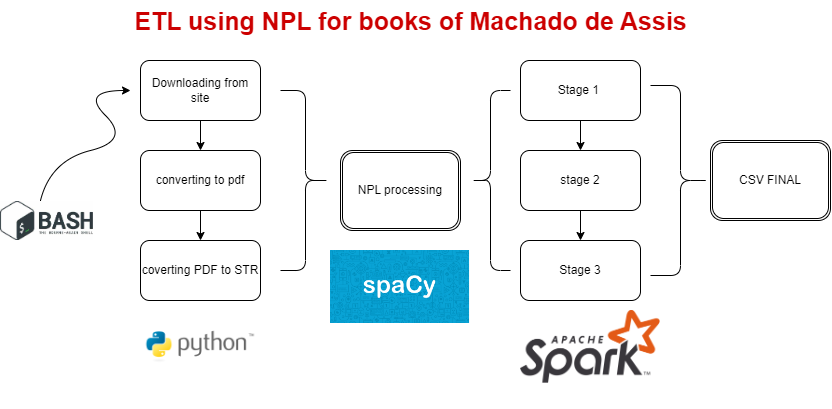 ETL using NPL for books of Machado de Assis
Downloading from
site
converting to pdf
coverting PDF to STR
BASH
THE BOURNE-AGAIN SHELL
python™
NPL processing
spaCy
Stage 1
stage 2
Stage 3
APACHE
Spark™
CSV FINAL